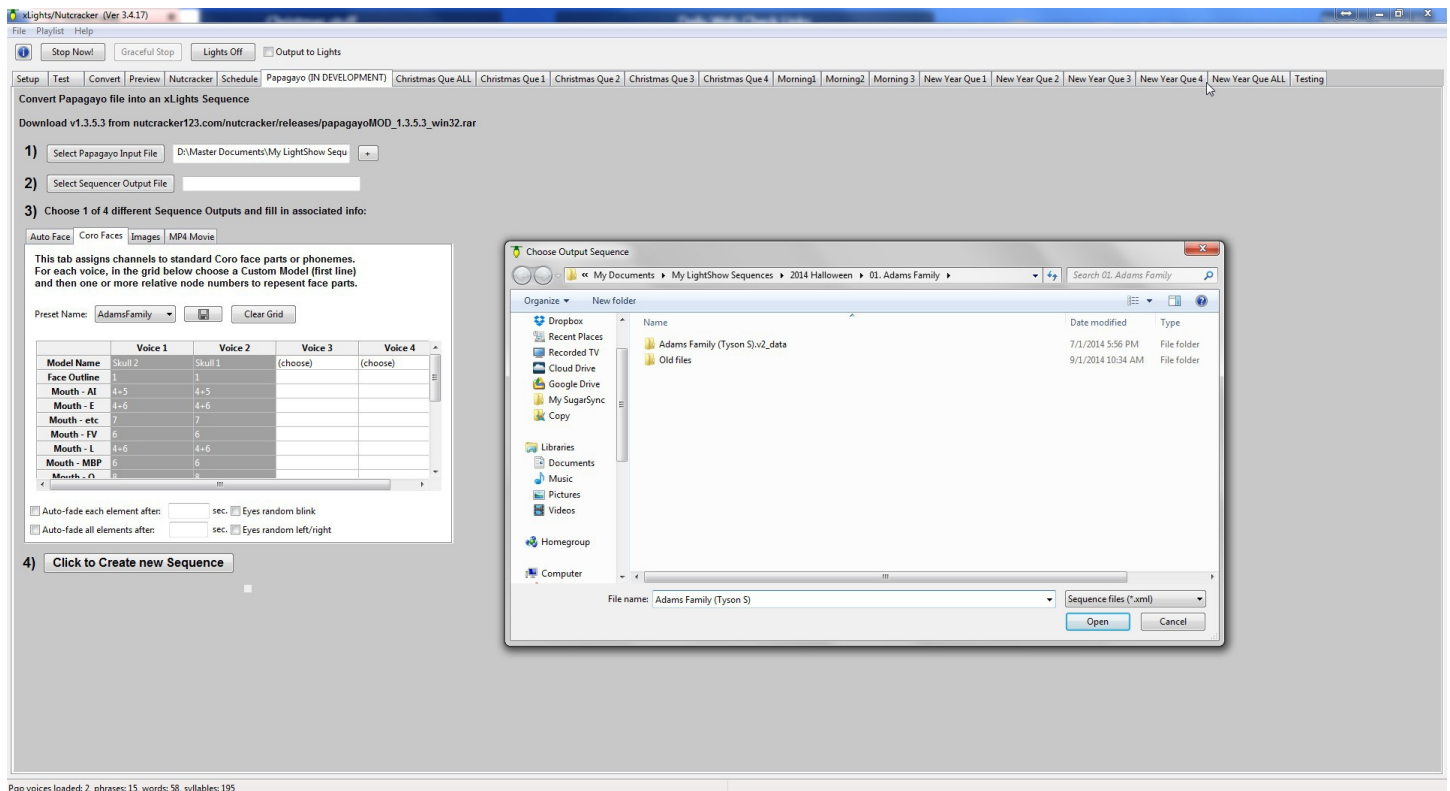 xLights/Nutcracker (Ver 3.4.17)
File Playlist Help
Stop Now! Graceful Stop Lights Off Output to Lights
Setup Test Convert Preview Nutcracker Schedule Papagayo (IN DEVELOPMENT) Christmas Que ALL Christmas Que 1 Christmas Que 2 Christmas Que 3 Christmas Que 4 Morning1 Morning2 Morning 3 New Year Que 1 New Year Que 2 New Year Que 3 New Year Que 4 New Year Que ALL Testing
Convert Papagayo file into an xLights Sequence
Download v1.3.5.3 from nutcracker123.com/nutcracker/releases/papagayoMOD_1.3.5.3_win32.rar
1) Select Papagayo Input File D:\Master Documents\My LightShow Sequ +
2) Select Sequencer Output File
3) Choose 1 of 4 different Sequence Outputs and fill in associated info:
Auto Face Coro Faces Images MP4 Movie
This tab assigns channels to standard Coro face parts or phonemes.
For each voice, in the grid below choose a Custom Model (first line)
and then one or more relative node numbers to repesent face parts.
Preset Name: AdamsFamily Clear Grid
Voice 1 Voice 2 Voice 3 Voice 4
Model Name Skull 2 Skull 1 (choose) (choose)
Face Outline 1 1
Mouth - AI 4+5 4+5
Mouth - E 4+6 4+6
Mouth - etc 7 7
Mouth - FV 6 6
Mouth - L 4+6 4+6
Mouth - MBP 6 6
Mouth - O 8 8
Auto-fade each element after: sec. Eyes random blink
Auto-fade all elements after: sec. Eyes random left/right
4) Click to Create new Sequence
Choose Output Sequence
« My Documents My LightShow Sequences 2014 Halloween 01. Adams Family Search 01. Adams Family
Organize New folder
Name Date modified Type
Dropbox
Recent Places
Recorded TV
Cloud Drive
Google Drive
My SugarSync
Copy
Libraries
Documents
Music
Pictures
Videos
Homegroup
Computer
Adams Family (Tyson S).v2_data 7/1/2014 5:56 PM File folder
Old files 9/1/2014 10:34 AM File folder
File name: Adams Family (Tyson S) Sequence files (*.xml)
Open Cancel
Pgo voices loaded: 2, phrases: 15, words: 58, syllables: 195